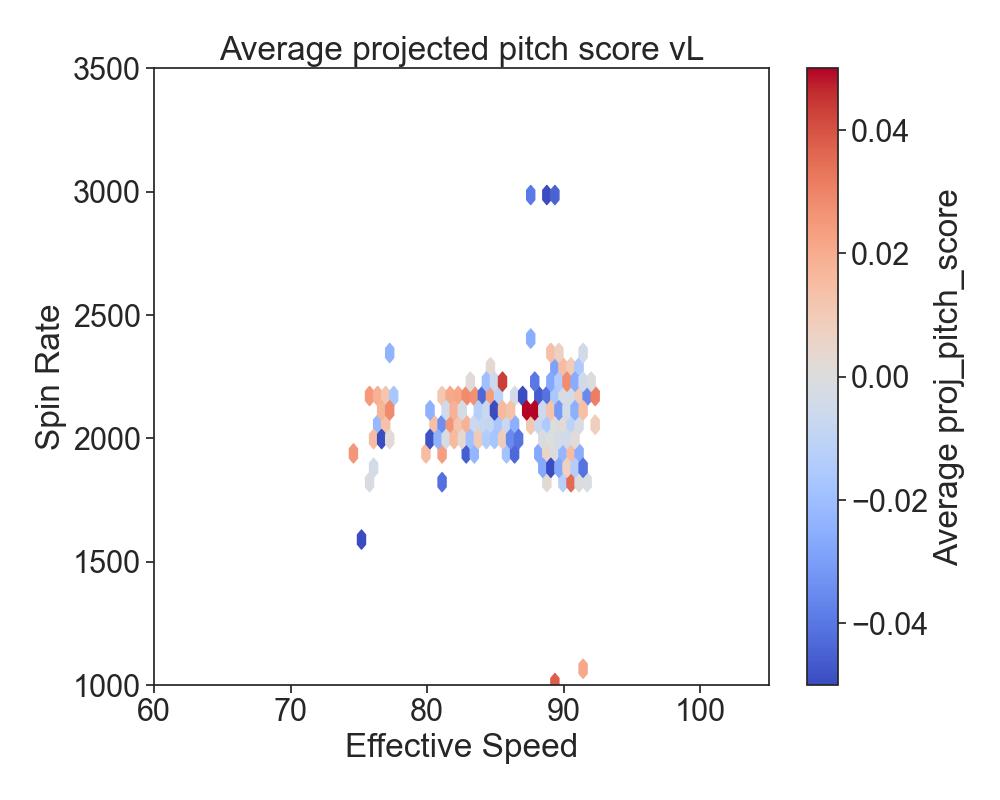 Average projected pitch score vL
3500
3000
2500
2000
1500
1000
Spin Rate
60 70 80 90 100
Effective Speed
0.04
0.02
0.00
−0.02
−0.04
Average proj_pitch_score